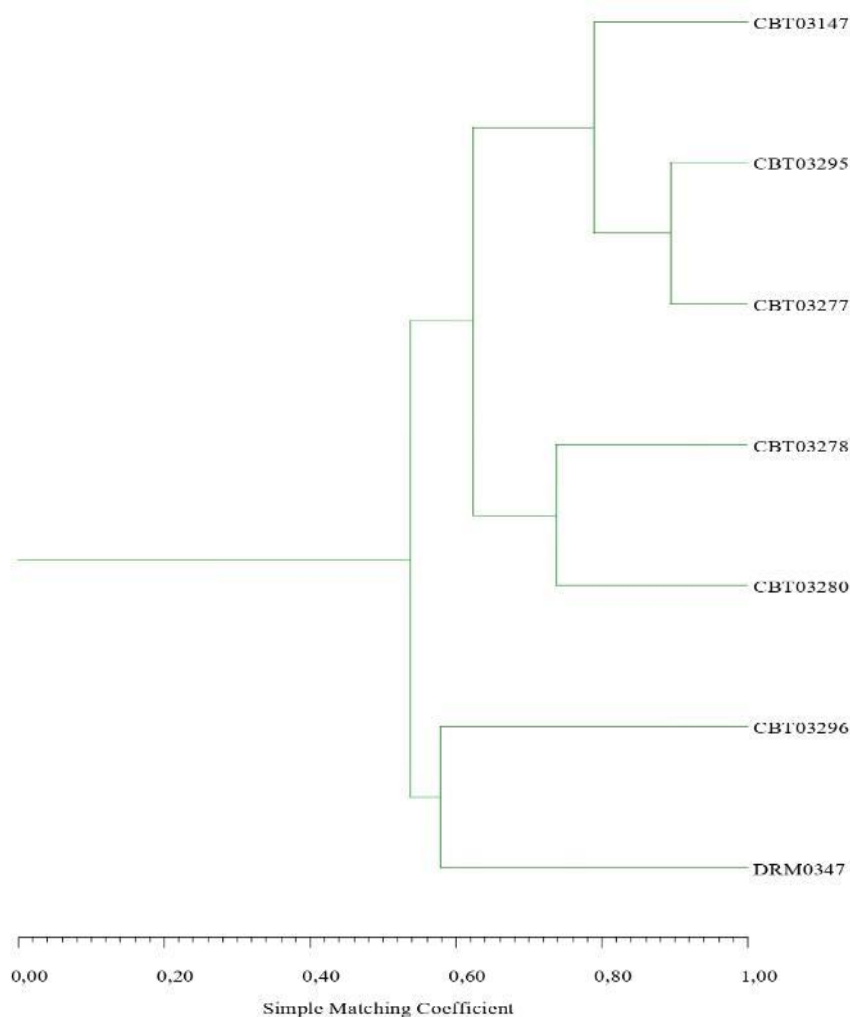 CBT03147
CBT03295
CBT03277
CBT03278
CBT03280
CBT03296
DRM0347
0,00 0,20 0,40 0,60 0,80 1,00
Simple Matching Coefficient